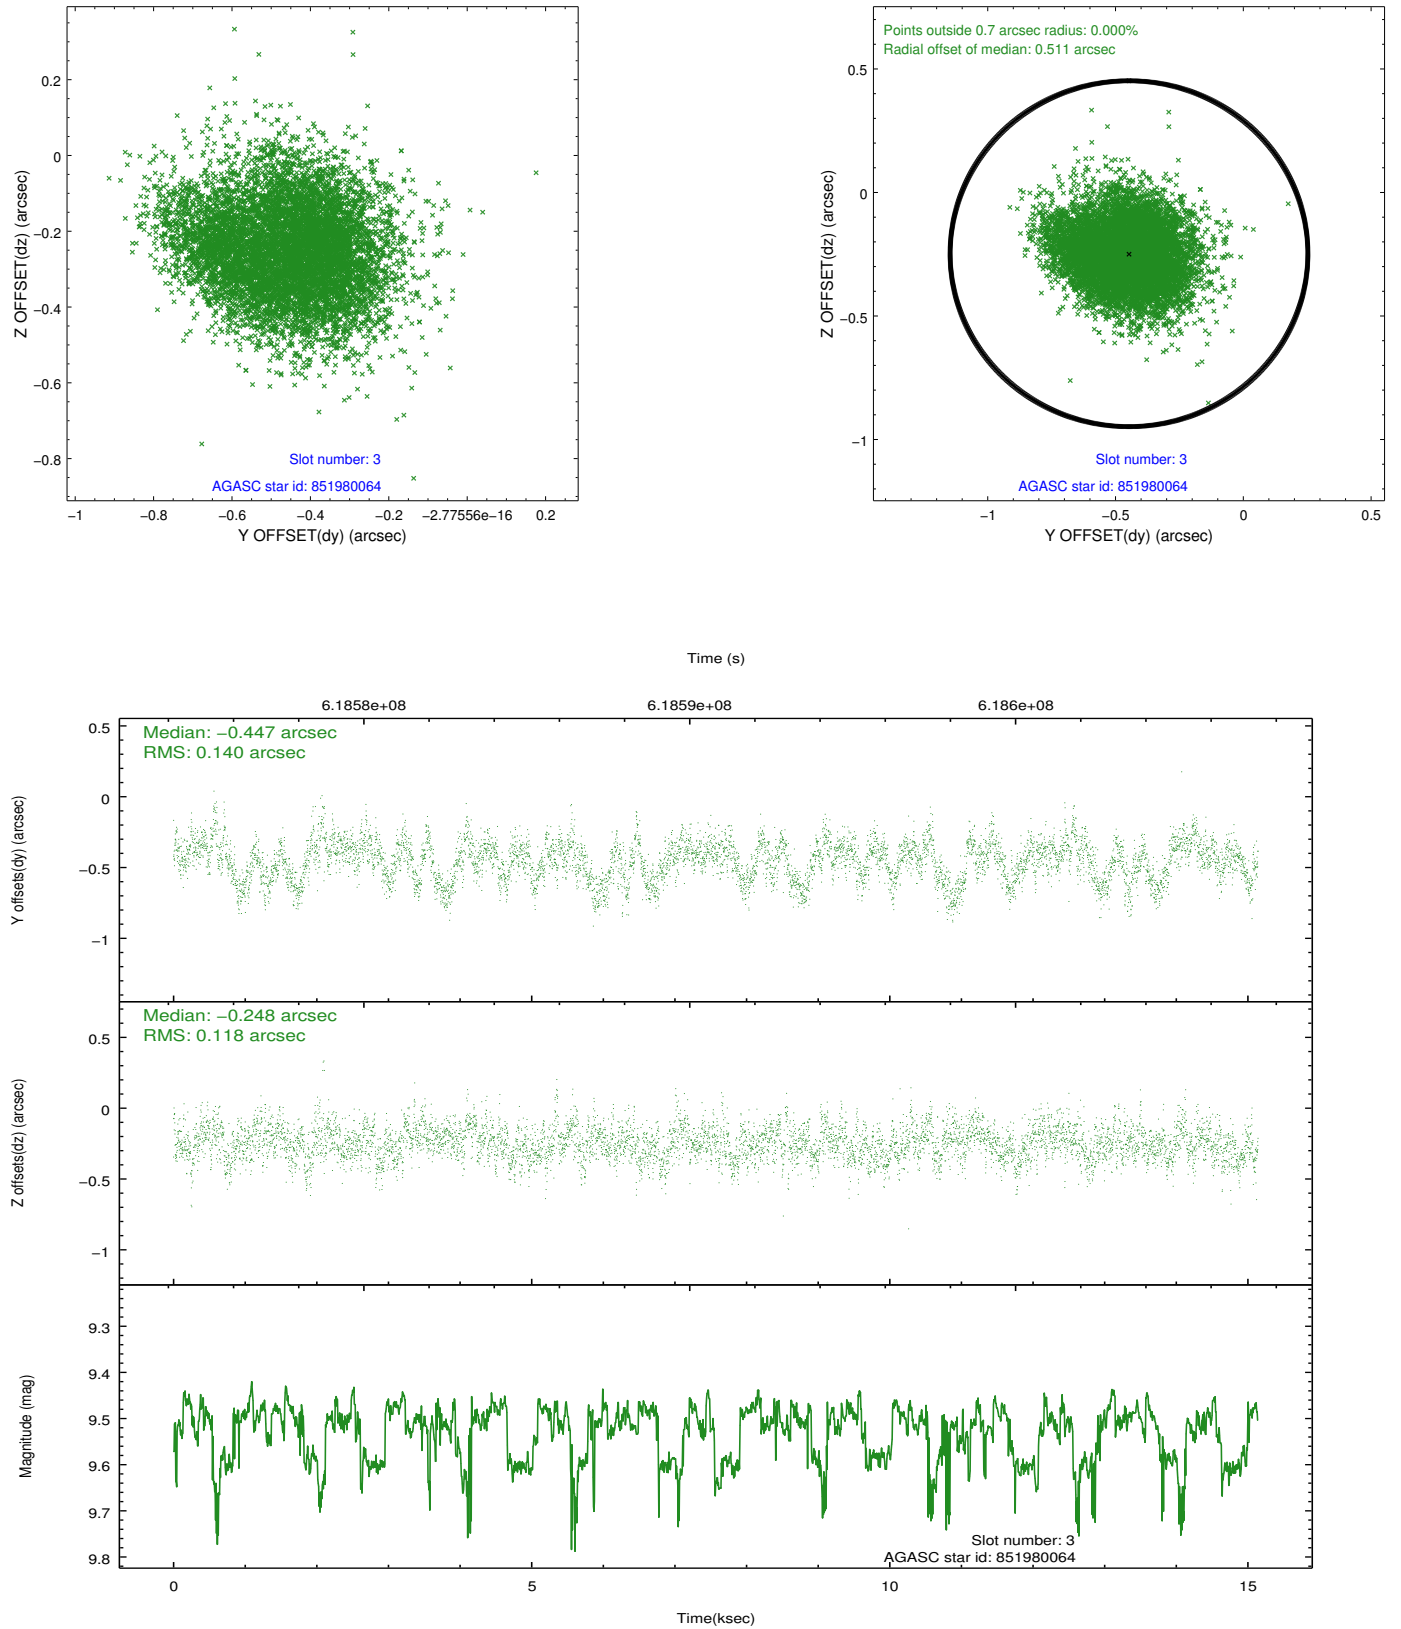 0.2
0
−0.2
−0.4
−0.6
−0.8
Z OFFSET(dz) (arcsec)
Slot number: 3
AGASC star id: 851980064
−1 −0.8 −0.6 −0.4 −0.2 −2.77556e−16 0.2
Y OFFSET(dy) (arcsec)
Points outside 0.7 arcsec radius: 0.000%
Radial offset of median: 0.511 arcsec
0.5
0
−0.5
−1
Z OFFSET(dz) (arcsec)
Slot number: 3
AGASC star id: 851980064
−1 −0.5 0 0.5
Y OFFSET(dy) (arcsec)
Time (s)
6.1858e+08 6.1859e+08 6.186e+08
Median: −0.447 arcsec
RMS: 0.140 arcsec
0.5
0
−0.5
−1
Y offsets(dy) (arcsec)
Median: −0.248 arcsec
RMS: 0.118 arcsec
0.5
0
−0.5
−1
Z offsets(dz) (arcsec)
9.3
9.4
9.5
9.6
9.7
9.8
Magnitude (mag)
Slot number: 3
AGASC star id: 851980064
0 5 10 15
Time(ksec)